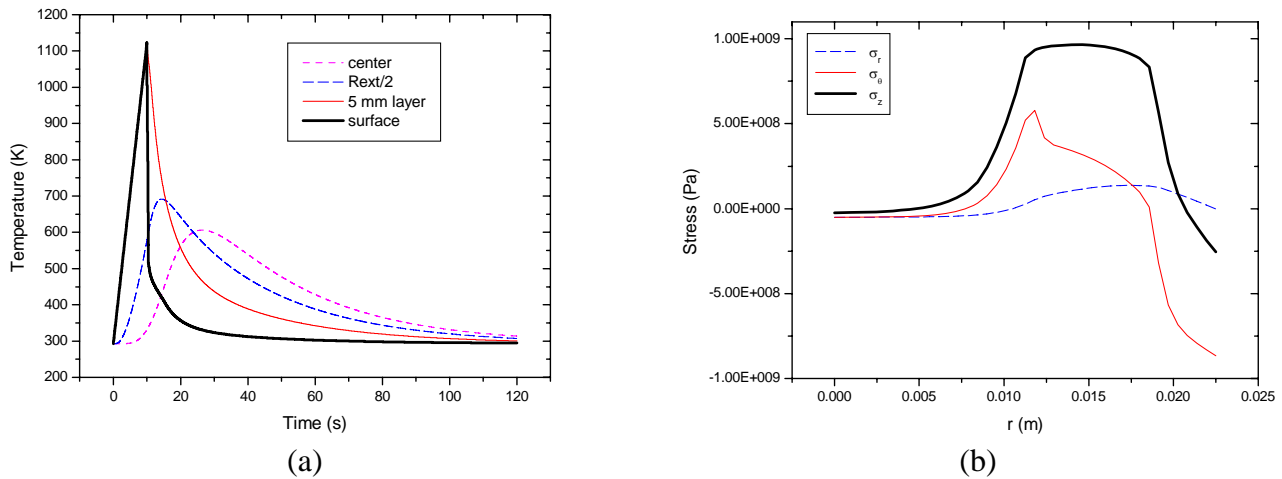 1200
1100
1000
900
800
700
600
500
400
300
200
Temperature (K)
0 20 40 60 80 100 120
Time (s)
center
Rext/2
5 mm layer
surface
(a)
1.00E+009
5.00E+008
0.00E+000
-5.00E+008
-1.00E+009
Stress (Pa)
0.000 0.005 0.010 0.015 0.020 0.025
r (m)
σr
σθ
σz
(b)